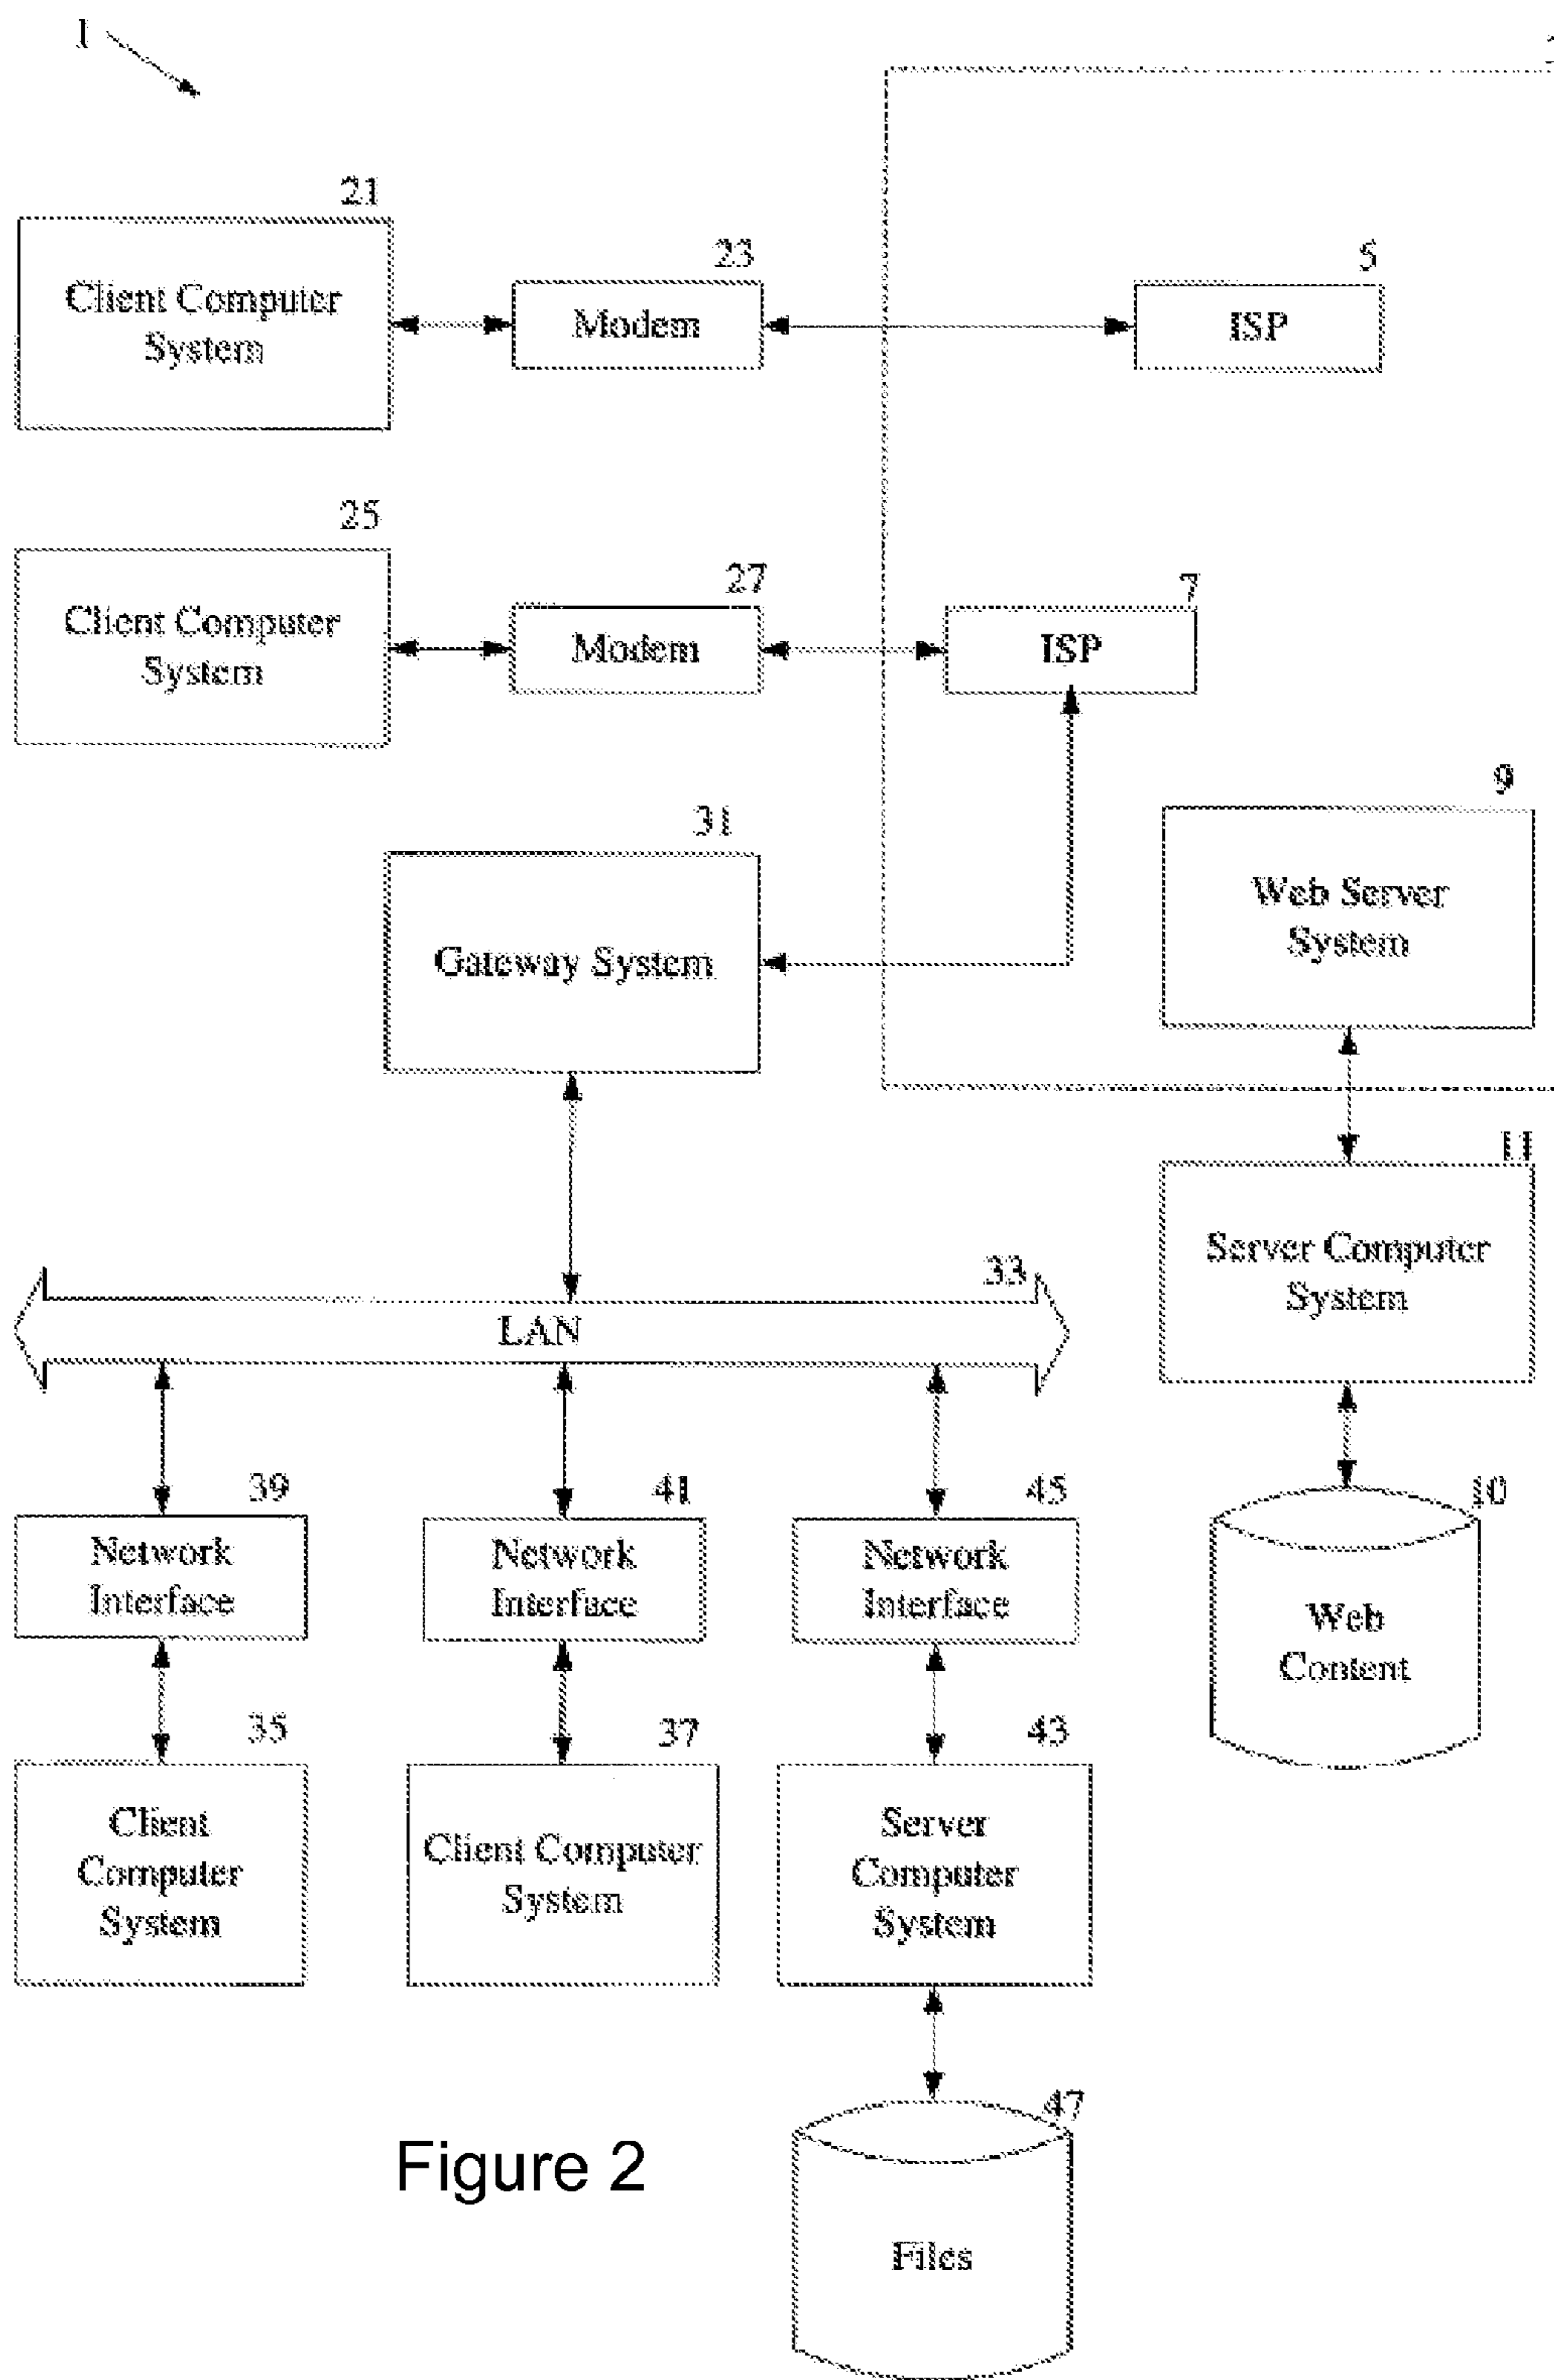 1
21
Client Computer
System
23
Modem
5
ISP
25
Client Computer
System
27
Modem
7
ISP
31
Gateway System
9
Web Server
System
11
Server Computer
System
33
LAN
39
Network
Interface
41
Network
Interface
45
Network
Interface
10
Web
Content
35
Client
Computer
System
37
Client Computer
System
43
Server
Computer
System
47
Files
Figure 2